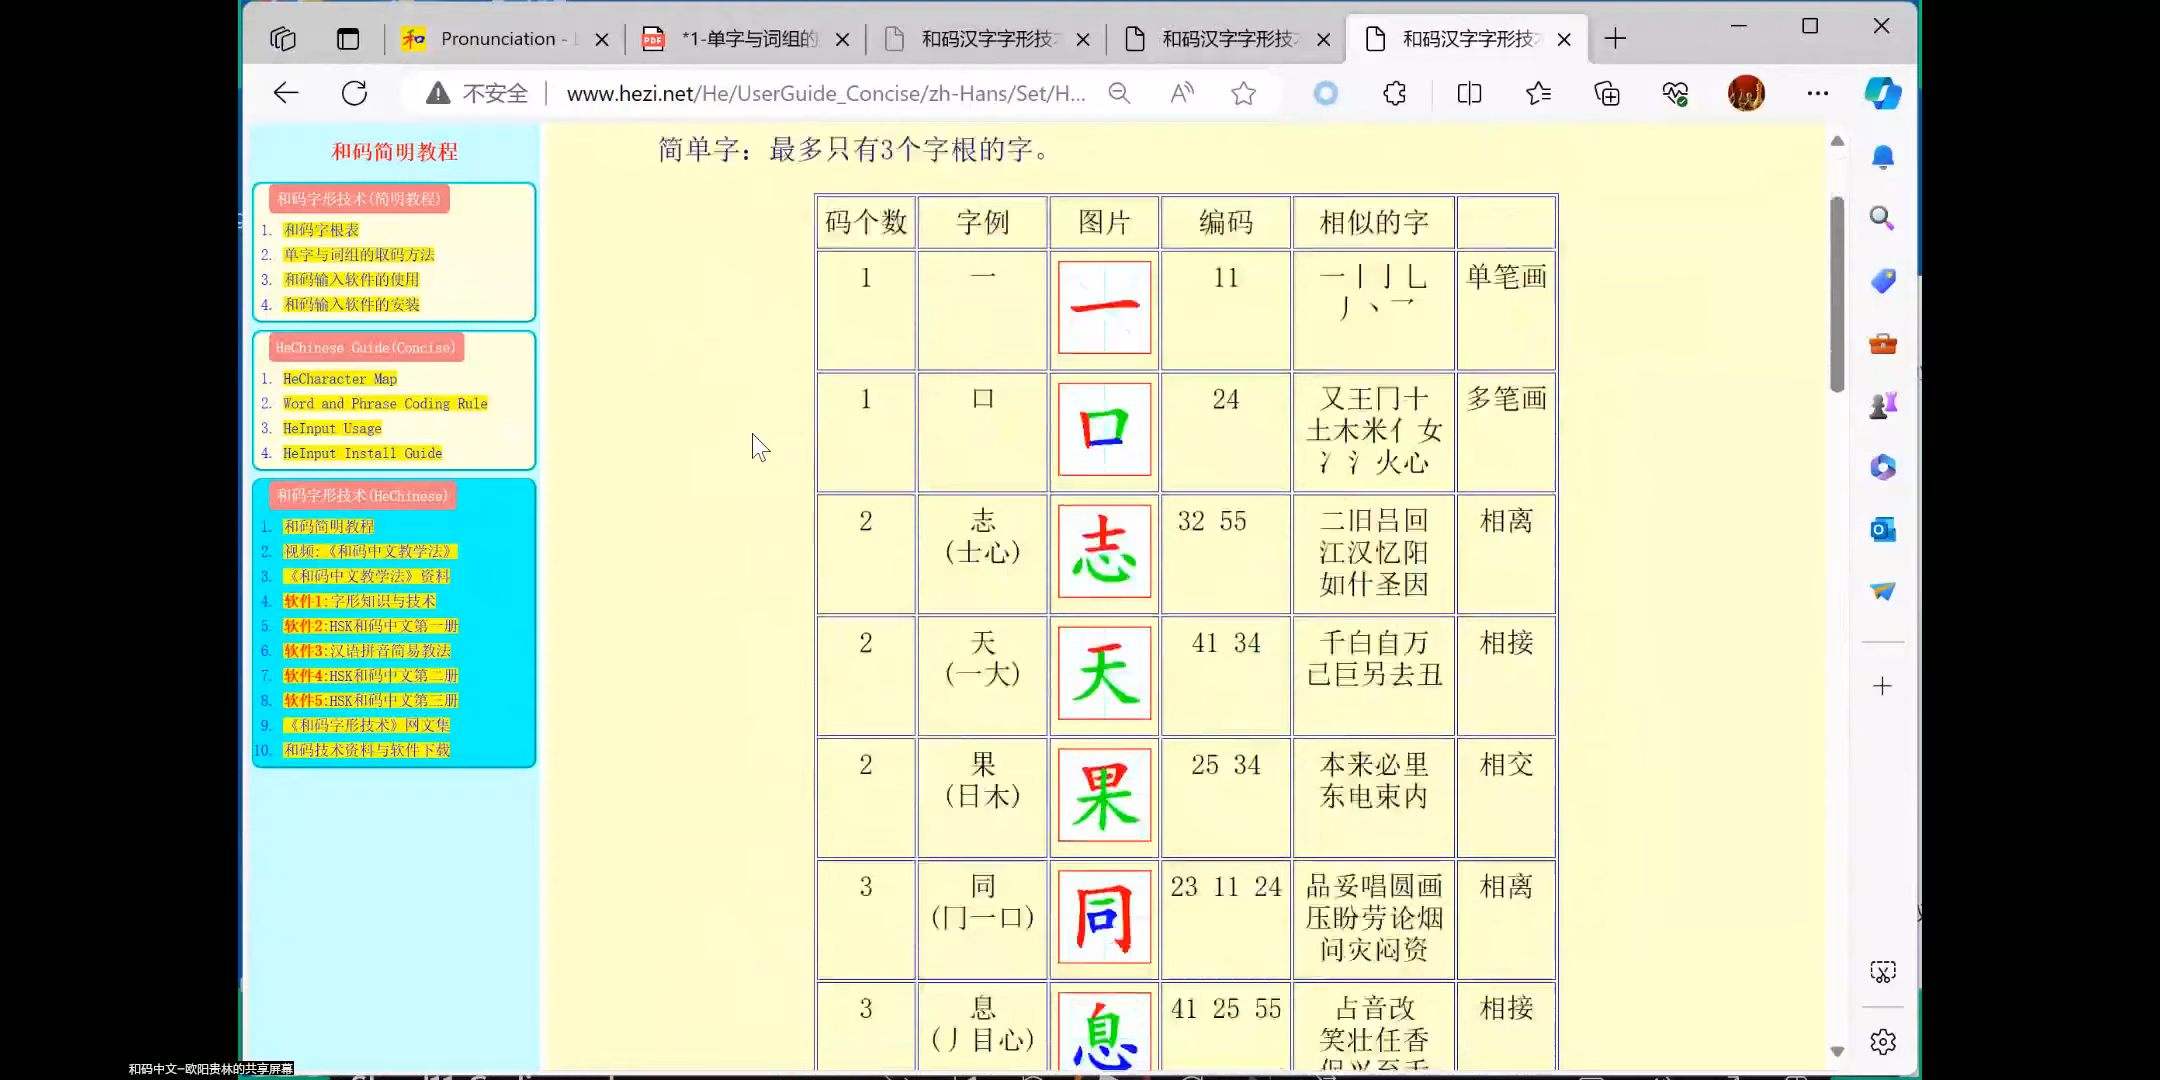 Pronunciation - L
*1-单字与词组的
和码汉字字形技
和码汉字字形技
和码汉字字形技
不安全
www.hezi.net/He/UserGuide_Concise/zh-Hans/Set/H...
和码简明教程
和码字形技术(简明教程)
1. 和码字根表
2. 单字与词组的取码方法
3. 和码输入软件的使用
4. 和码输入软件的安装
HeChinese Guide(Concise)
1. HeCharacter Map
2. Word and Phrase Coding Rule
3. HeInput Usage
4. HeInput Install Guide
和码字形技术(HeChinese)
1. 和码简明教程
2. 视频:《和码中文教学法》
3. 《和码中文教学法》资料
4. 软件1:字形知识与技术
5. 软件2:HSK和码中文第一册
6. 软件3:汉语拼音简易教法
7. 软件4:HSK和码中文第二册
8. 软件5:HSK和码中文第三册
9. 《和码字形技术》网文集
10. 和码技术资料与软件下载
简单字：最多只有3个字根的字。
码个数 字例 图片 编码 相似的字
1 一 一 11 一丨亅乚 单笔画
丿丶乛
1 口 口 24 又王冂十 多笔画
土木米亻女
冫氵火心
2 志 志 32 55 二旧吕回 相离
(士心) 江汉忆阳
如什圣因
2 天 天 41 34 千白自万 相接
(一大) 己巨另去丑
2 果 果 25 34 本来必里 相交
(日木) 东电束内
3 同 同 23 11 24 品妥唱圆画 相离
(冂一口) 压盼劳论烟
问灾闷资
3 息 息 41 25 55 占音改 相接
(丿目心) 笑壮任香
和码中文-欧阳贵林的共享屏幕